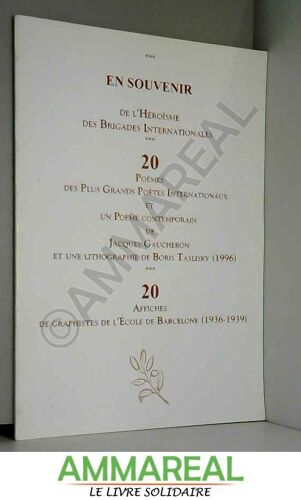 ***
EN SOUVENIR
DE L'HÉROÏSME
DES BRIGADES INTERNATIONALES
***
20
POÈMES
DES PLUS GRANDS POÈTES INTERNATIONAUX
ET
UN POÈME CONTEMPORAIN
DE
JACQUES GAUCHERON
ET UNE LITHOGRAPHIE DE BORIS TASLISKY (1996)
***
20
AFFICHES
DE GRAPHISTES DE L'ECOLE DE BARCELONE (1936-1939)
©AMMAREAL
AMMAREAL
LE LIVRE SOLIDAIRE